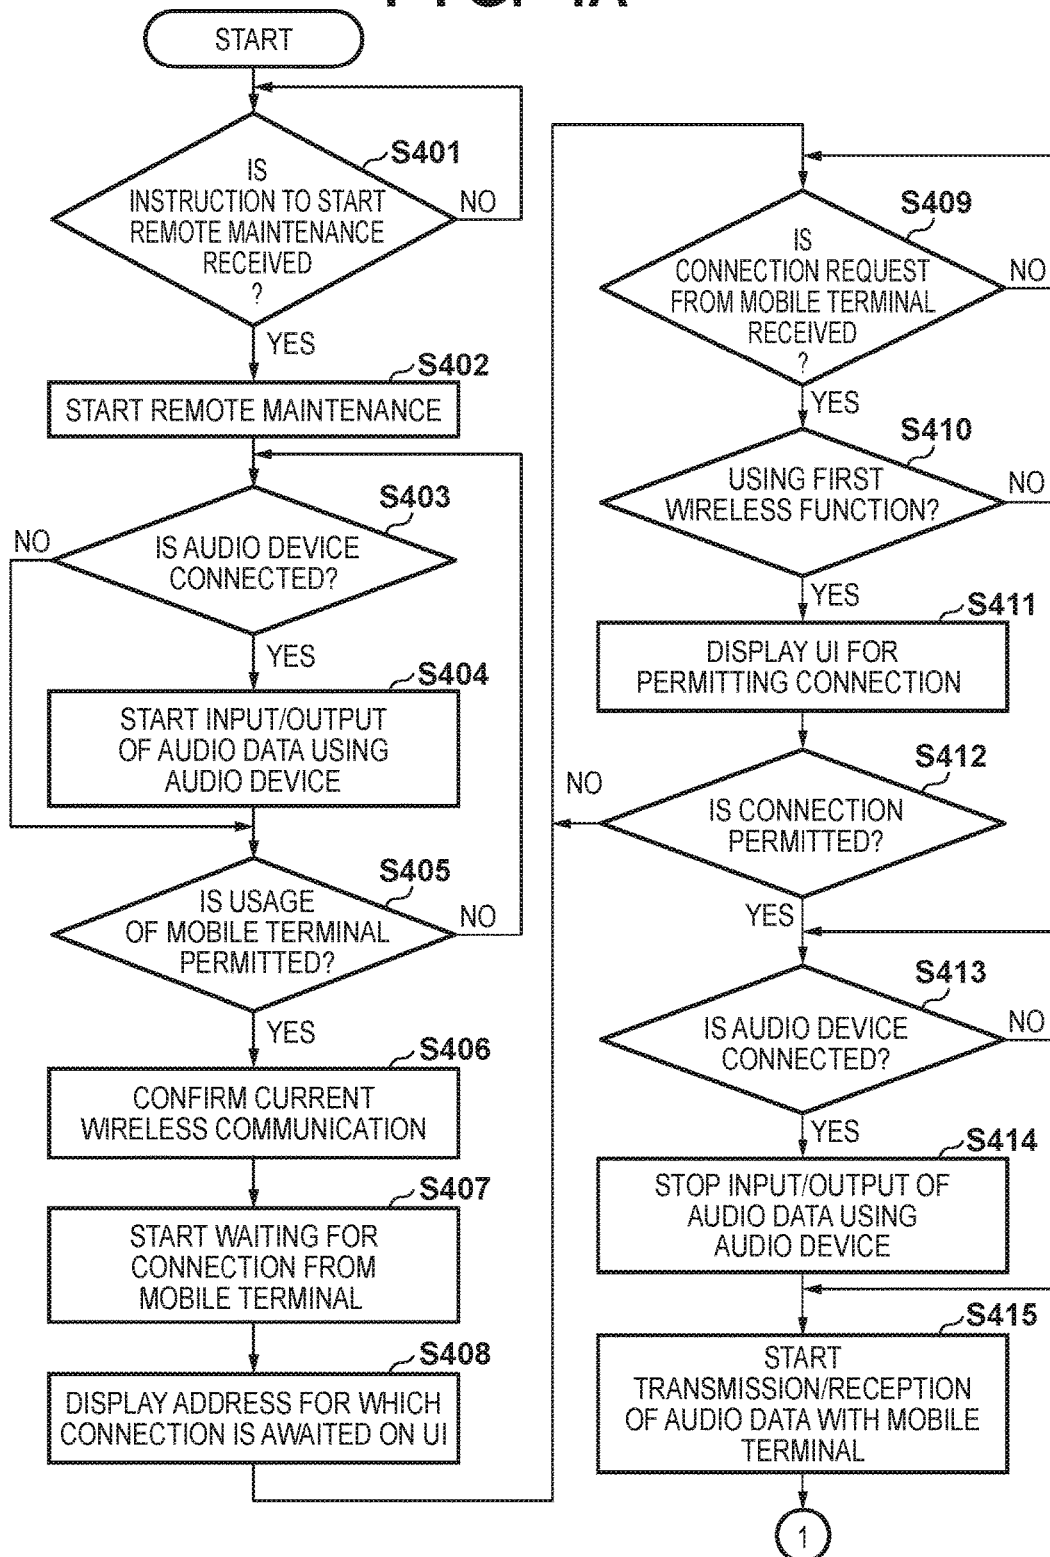 START
S401
IS
INSTRUCTION TO START
REMOTE MAINTENANCE
RECEIVED
?
NO
YES
S402
START REMOTE MAINTENANCE
S403
NO
IS AUDIO DEVICE
CONNECTED?
YES
S404
START INPUT/OUTPUT
OF AUDIO DATA USING
AUDIO DEVICE
S405
IS USAGE
OF MOBILE TERMINAL
PERMITTED?
NO
YES
S406
CONFIRM CURRENT
WIRELESS COMMUNICATION
S407
START WAITING FOR
CONNECTION FROM
MOBILE TERMINAL
S408
DISPLAY ADDRESS FOR WHICH
CONNECTION IS AWAITED ON UI
S409
IS
CONNECTION REQUEST
FROM MOBILE TERMINAL
RECEIVED
?
NO
YES
S410
USING FIRST
WIRELESS FUNCTION?
NO
YES
S411
DISPLAY UI FOR
PERMITTING CONNECTION
S412
NO
IS CONNECTION
PERMITTED?
YES
S413
IS AUDIO DEVICE
CONNECTED?
NO
YES
S414
STOP INPUT/OUTPUT OF
AUDIO DATA USING
AUDIO DEVICE
S415
START
TRANSMISSION/RECEPTION
OF AUDIO DATA WITH MOBILE
TERMINAL
1